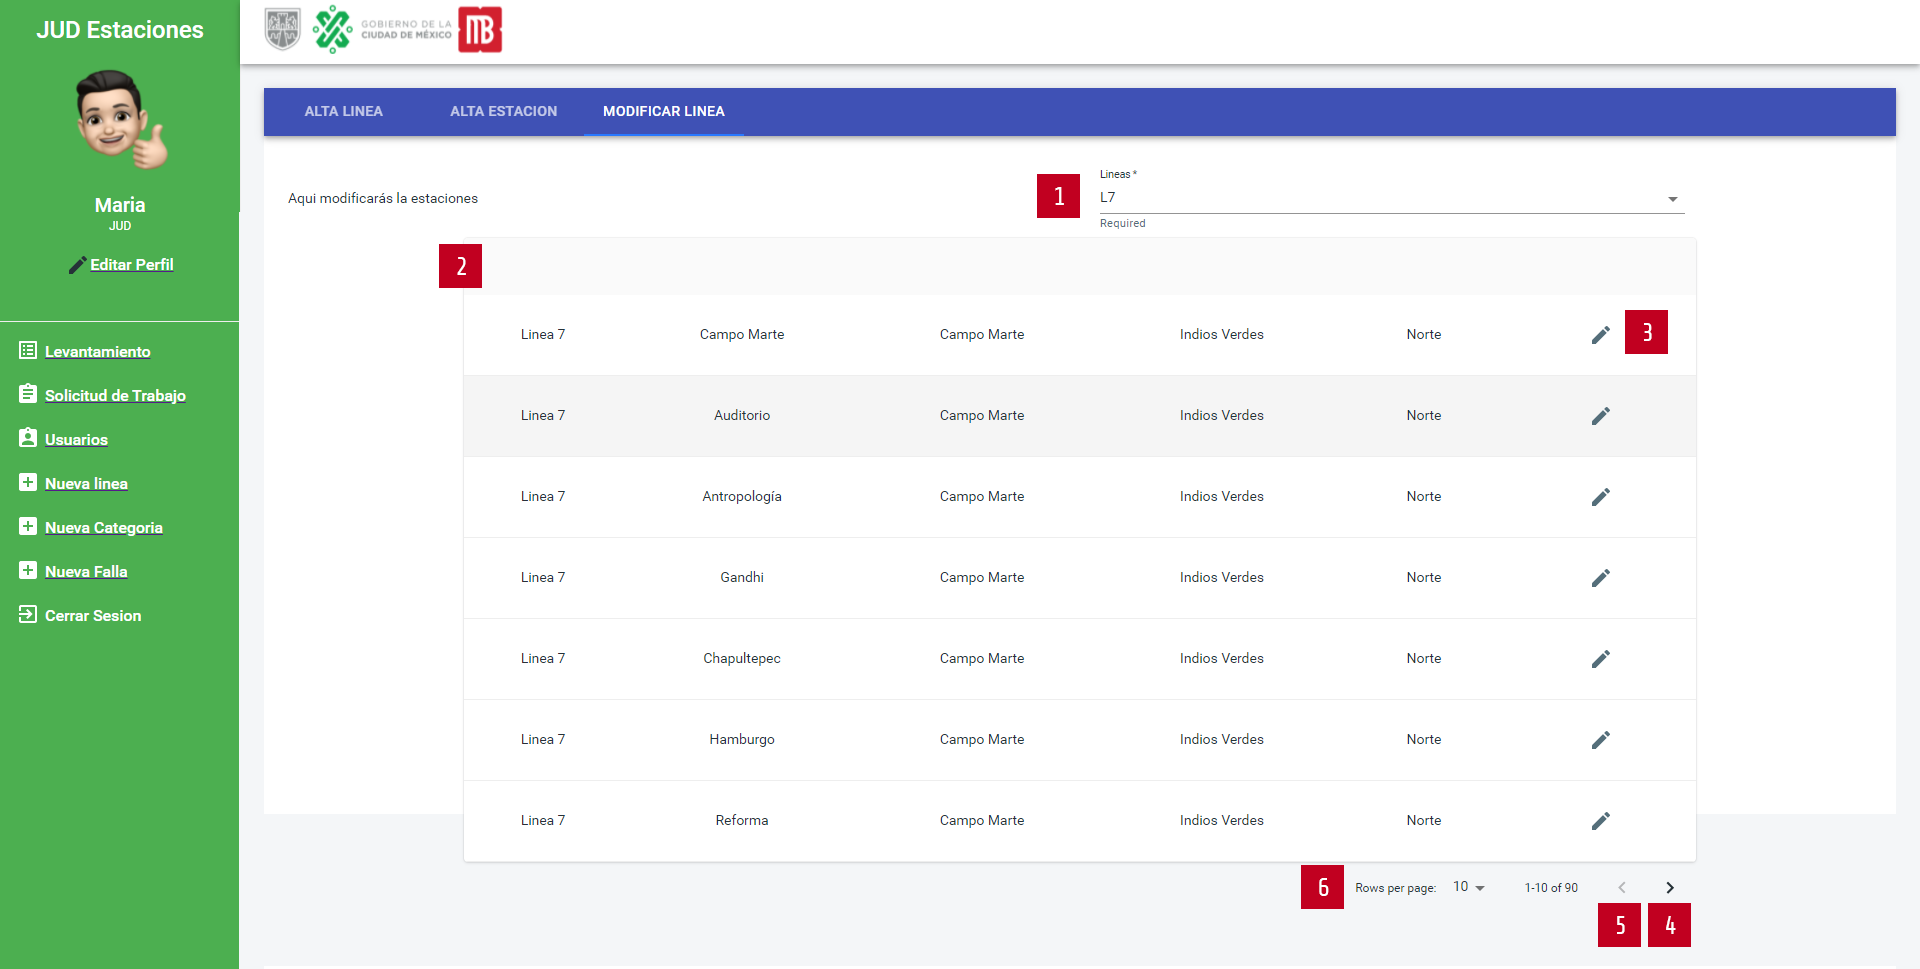 JUD Estaciones
Maria
JUD
Editar Perfil
Levantamiento
Solicitud de Trabajo
Usuarios
Nueva linea
Nueva Categoria
Nueva Falla
Cerrar Sesion
GOBIERNO DE LA
CIUDAD DE MÉXICO
MB
ALTA LINEA ALTA ESTACION MODIFICAR LINEA
Aqui modificarás la estaciones
1
Lineas *
L7
Required
2
Linea 7 Campo Marte Campo Marte Indios Verdes Norte 3
Linea 7 Auditorio Campo Marte Indios Verdes Norte
Linea 7 Antropología Campo Marte Indios Verdes Norte
Linea 7 Gandhi Campo Marte Indios Verdes Norte
Linea 7 Chapultepec Campo Marte Indios Verdes Norte
Linea 7 Hamburgo Campo Marte Indios Verdes Norte
Linea 7 Reforma Campo Marte Indios Verdes Norte
6 Rows per page: 10 1-10 of 90
5 4